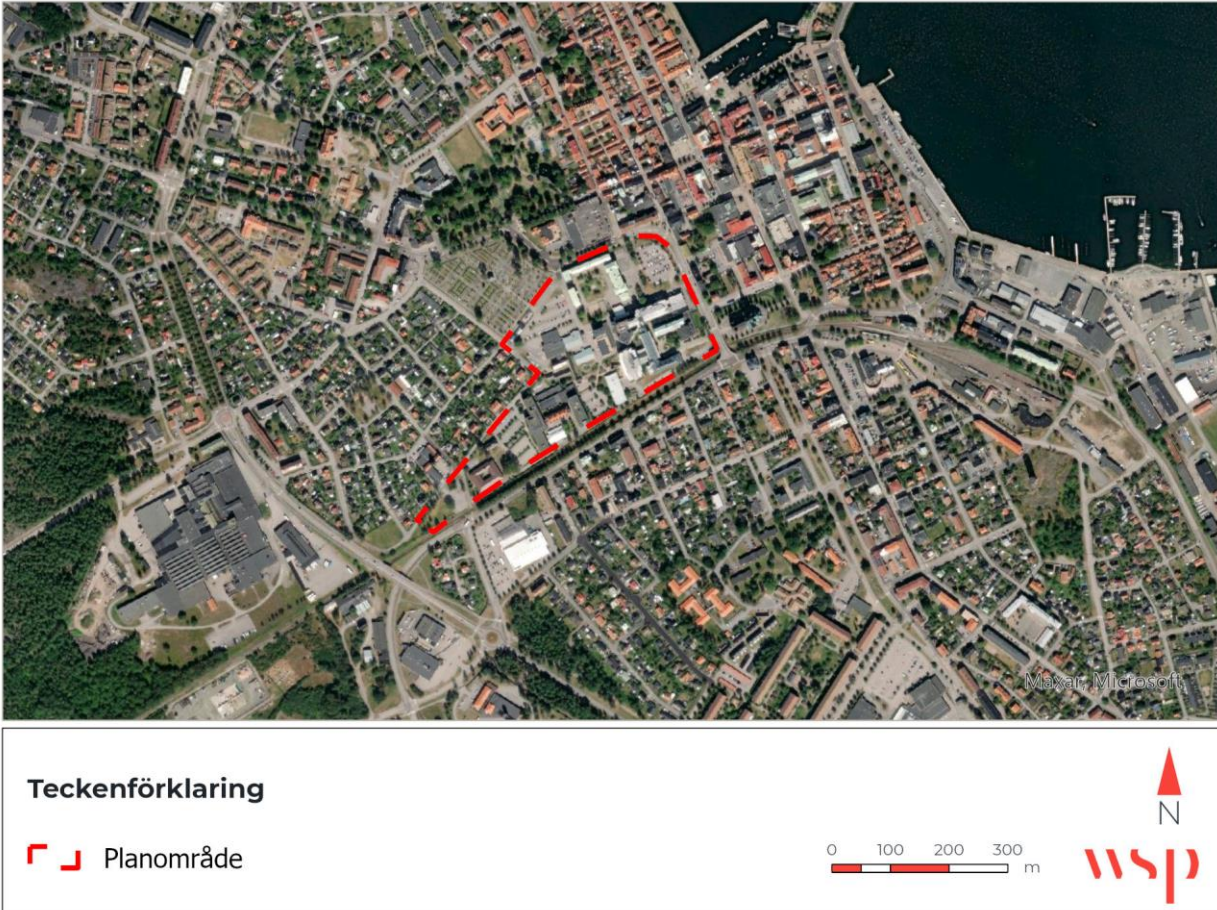 Maxar, Microsoft
Teckenförklaring
Planområde
N
0 100 200 300
m
wsp